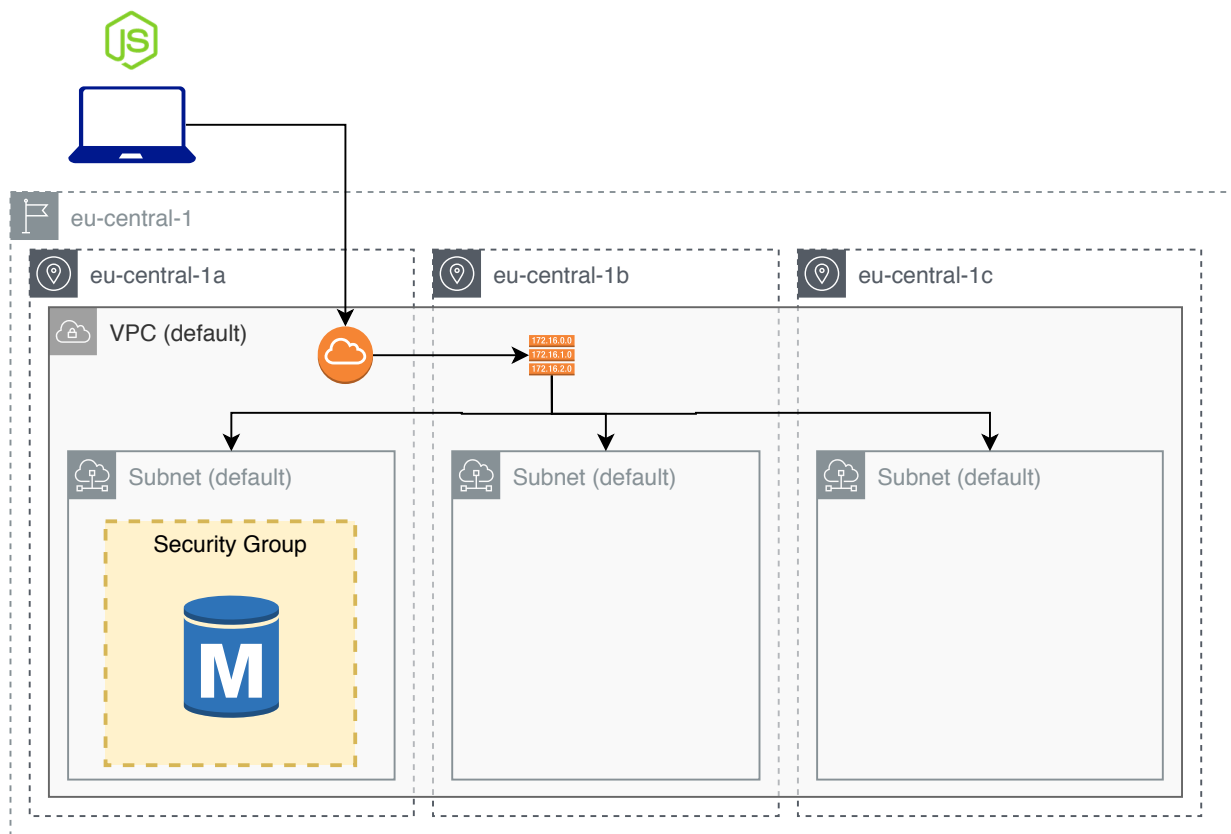 JS
eu-central-1
eu-central-1a
eu-central-1b
eu-central-1c
VPC (default)
172.16.0.0
172.16.1.0
172.16.2.0
Subnet (default)
Subnet (default)
Subnet (default)
Security Group
M